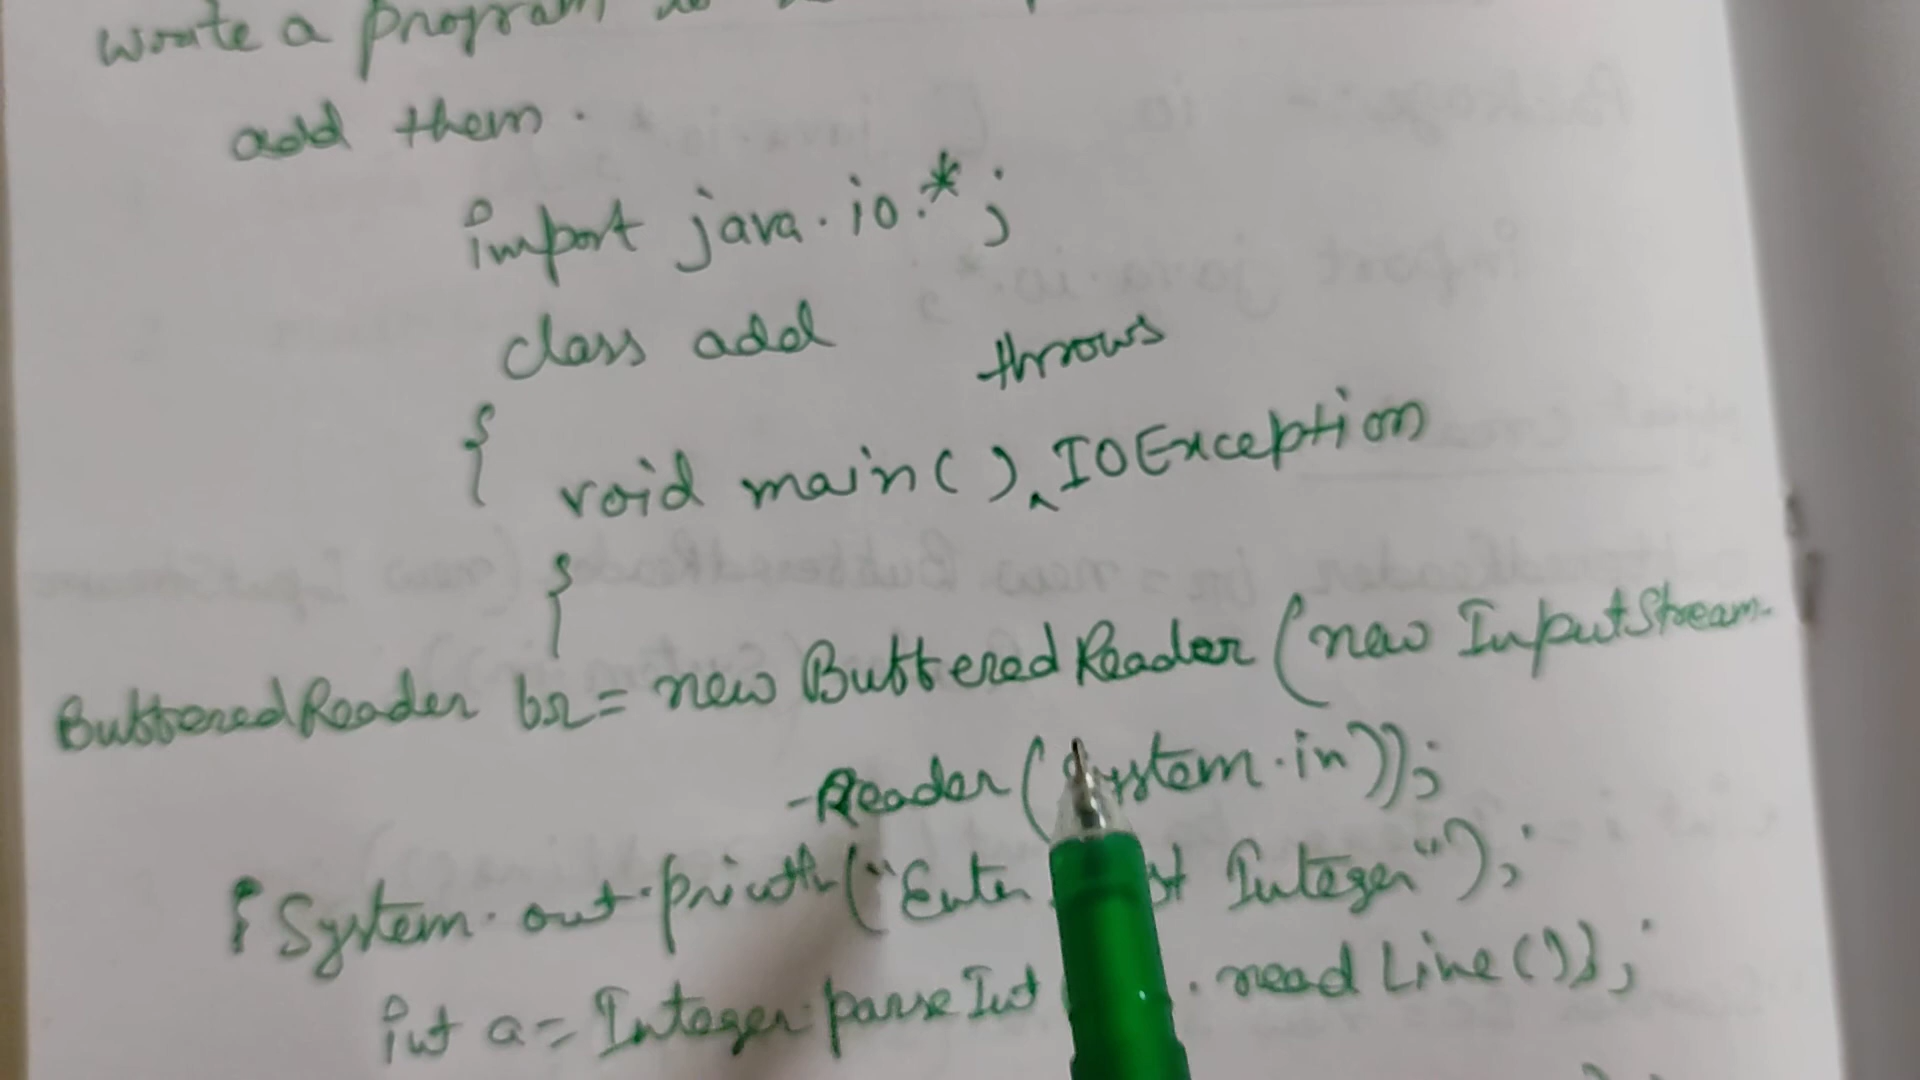 write a program
add them.
import java.io.*;
class add
throws
{ void main() ^ IOException
{
BufferedReader br = new BufferedReader (new InputStream-
-Reader (System.in));
System.out.println ("Enter Integer");
int a = Integer.parseInt .readLine());